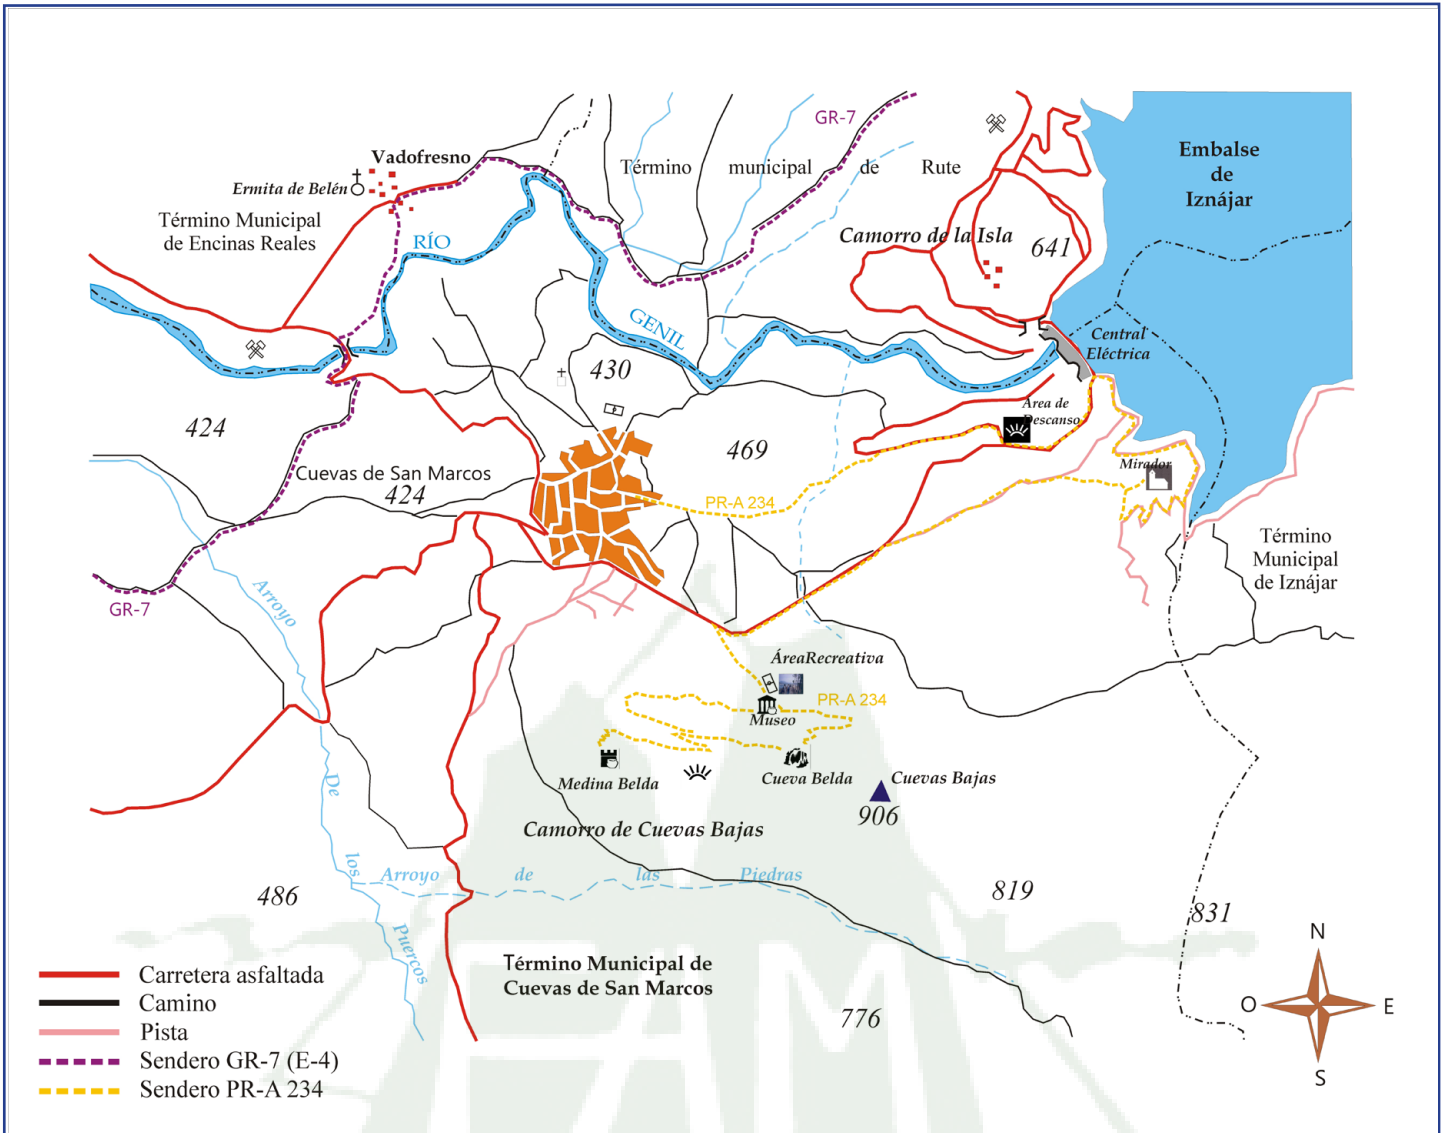 GR-7
Embalse
de
Iznájar
Vadofresno
Ermita de Belén
Término municipal de Rute
Término Municipal
de Encinas Reales
RÍO
Camorro de la Isla
641
GENIL
Central
Eléctrica
430
424
Area de
Descanso
469
Mirador
Cuevas de San Marcos
424
PR-A 234
Término
Municipal
de Iznájar
GR-7
Arroyo
ÁreaRecreativa
PR-A 234
Museo
De
Medina Belda
Cueva Belda
Cuevas Bajas
906
Camorro de Cuevas Bajas
los
Arroyo de las Piedras
486
819
831
Puercos
Término Municipal de
Cuevas de San Marcos
776
Carretera asfaltada
Camino
Pista
Sendero GR-7 (E-4)
Sendero PR-A 234
N
O
E
S